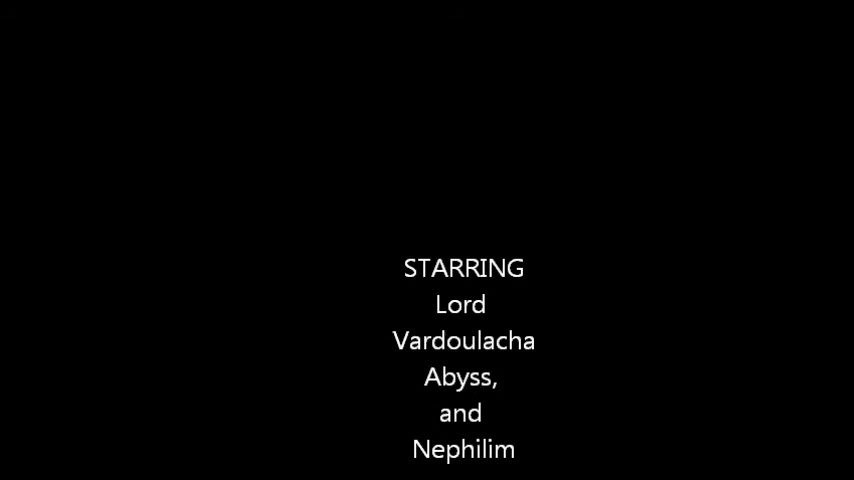 STARRING
Lord
Vardoulacha
Abyss,
and
Nephilim